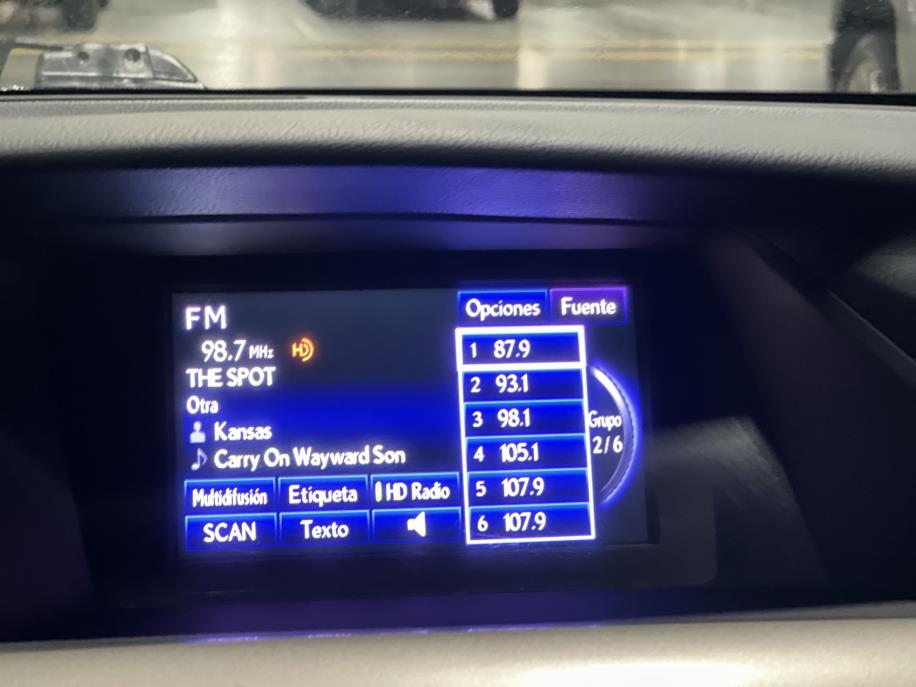 FM
98.7 MHz HD
THE SPOT
Otra
Kansas
Carry On Wayward Son
Multidifusión Etiqueta HD Radio
SCAN Texto
Opciones Fuente
1 87.9
2 93.1
3 98.1
4 105.1
5 107.9
6 107.9
Grupo
2/6